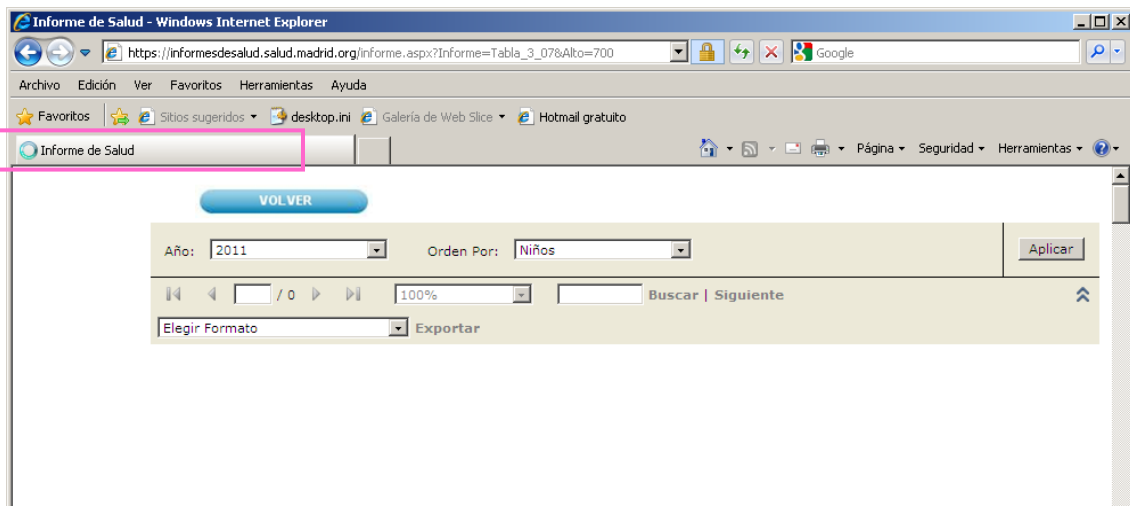 Informe de Salud - Windows Internet Explorer
https://informesdesalud.salud.madrid.org/informe.aspx?Informe=Tabla_3_07&Alto=700 Google
Archivo Edición Ver Favoritos Herramientas Ayuda
Favoritos Sitios sugeridos desktop.ini Galería de Web Slice Hotmail gratuito
Informe de Salud Página Seguridad Herramientas
VOLVER
Año: 2011 Orden Por: Niños Aplicar
/ 0 100% Buscar | Siguiente
Elegir Formato Exportar